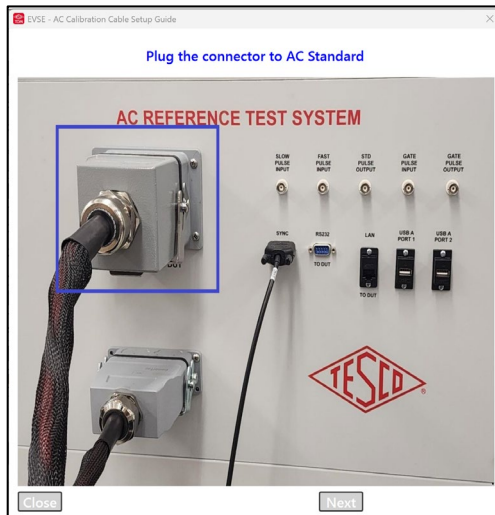 EVSE - AC Calibration Cable Setup Guide
Plug the connector to AC Standard
AC REFERENCE TEST SYSTEM
SLOW
PULSE
INPUT
FAST
PULSE
INPUT
STD
PULSE
OUTPUT
GATE
PULSE
INPUT
GATE
PULSE
OUTPUT
SYNC
RS232
LAN
USB A
PORT 1
USB A
PORT 2
TO DUT
TO DUT
DUT
TESCO
Close
Next